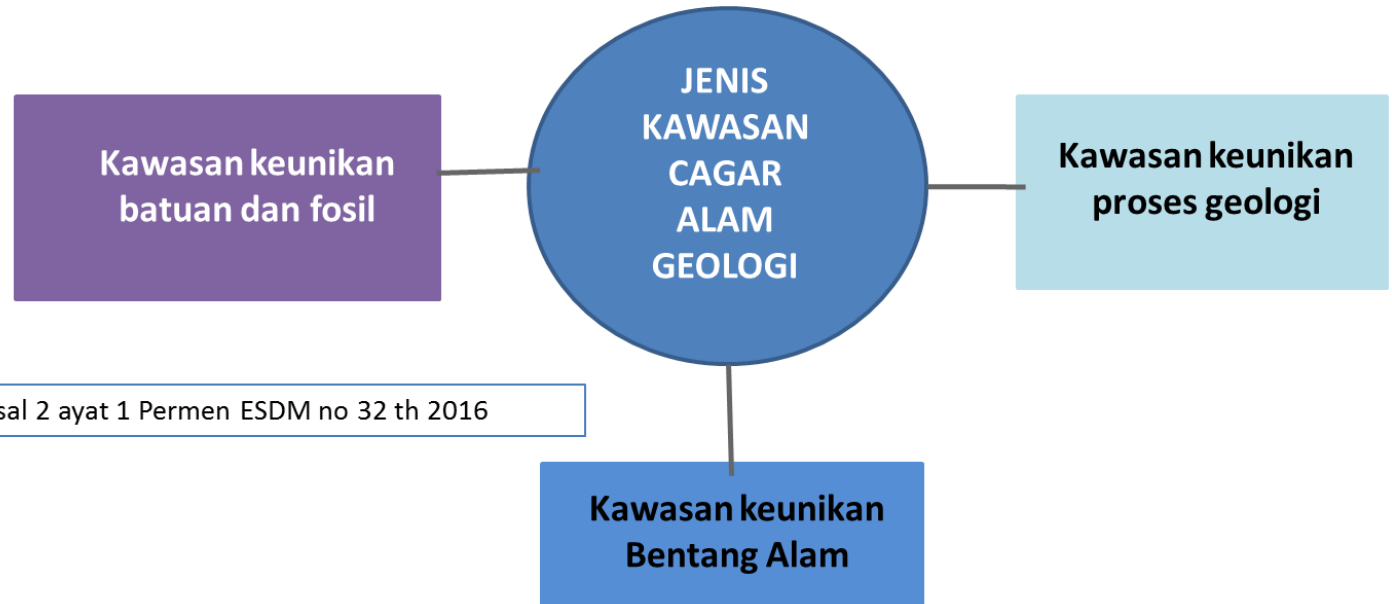 JENIS
KAWASAN
CAGAR
ALAM
GEOLOGI
Kawasan keunikan
batuan dan fosil
Kawasan keunikan
proses geologi
sal 2 ayat 1 Permen ESDM no 32 th 2016
Kawasan keunikan
Bentang Alam